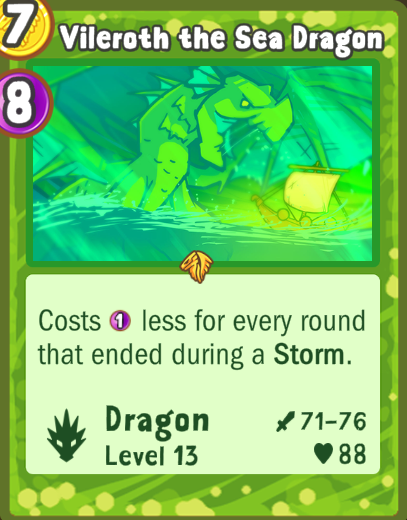 7
Vileroth the Sea Dragon
8
Costs 1 less for every round
that ended during a Storm.
Dragon
71–76
Level 13
88